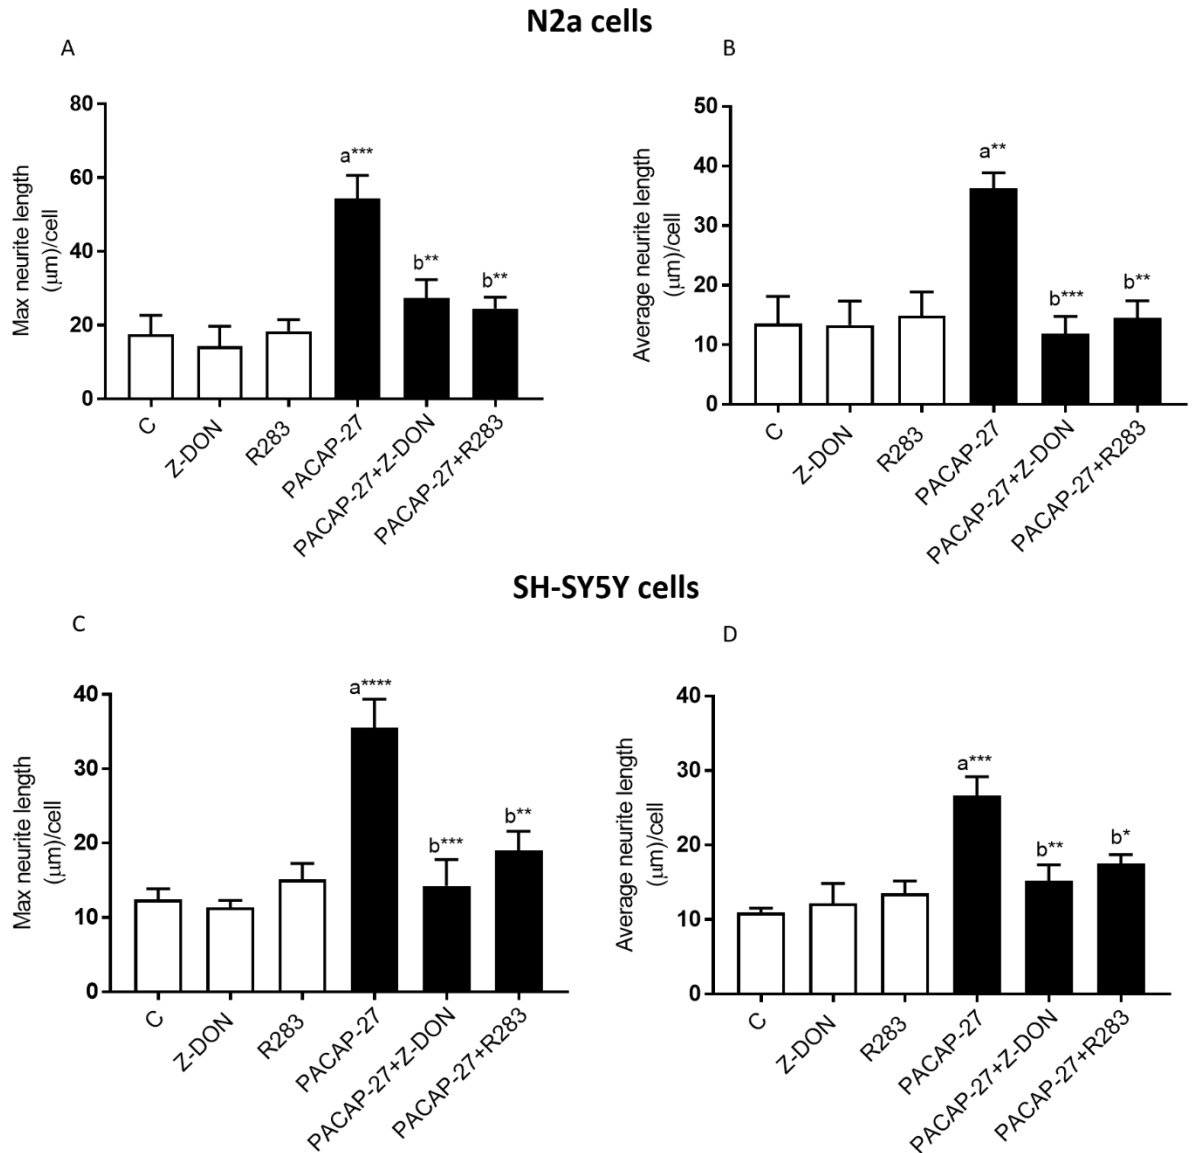 N2a cells
A
Max neurite length
(μm)/cell
80
60
40
20
0
a***
b**
b**
C
Z-DON
R283
PACAP-27
PACAP-27+Z-DON
PACAP-27+R283
B
Average neurite length
(μm)/cell
50
40
30
20
10
0
a**
b***
b**
C
Z-DON
R283
PACAP-27
PACAP-27+Z-DON
PACAP-27+R283
SH-SY5Y cells
C
Max neurite length
(μm)/cell
40
30
20
10
0
a****
b***
b**
C
Z-DON
R283
PACAP-27
PACAP-27+Z-DON
PACAP-27+R283
D
Average neurite length
(μm)/cell
40
30
20
10
0
a***
b**
b*
C
Z-DON
R283
PACAP-27
PACAP-27+Z-DON
PACAP-27+R283